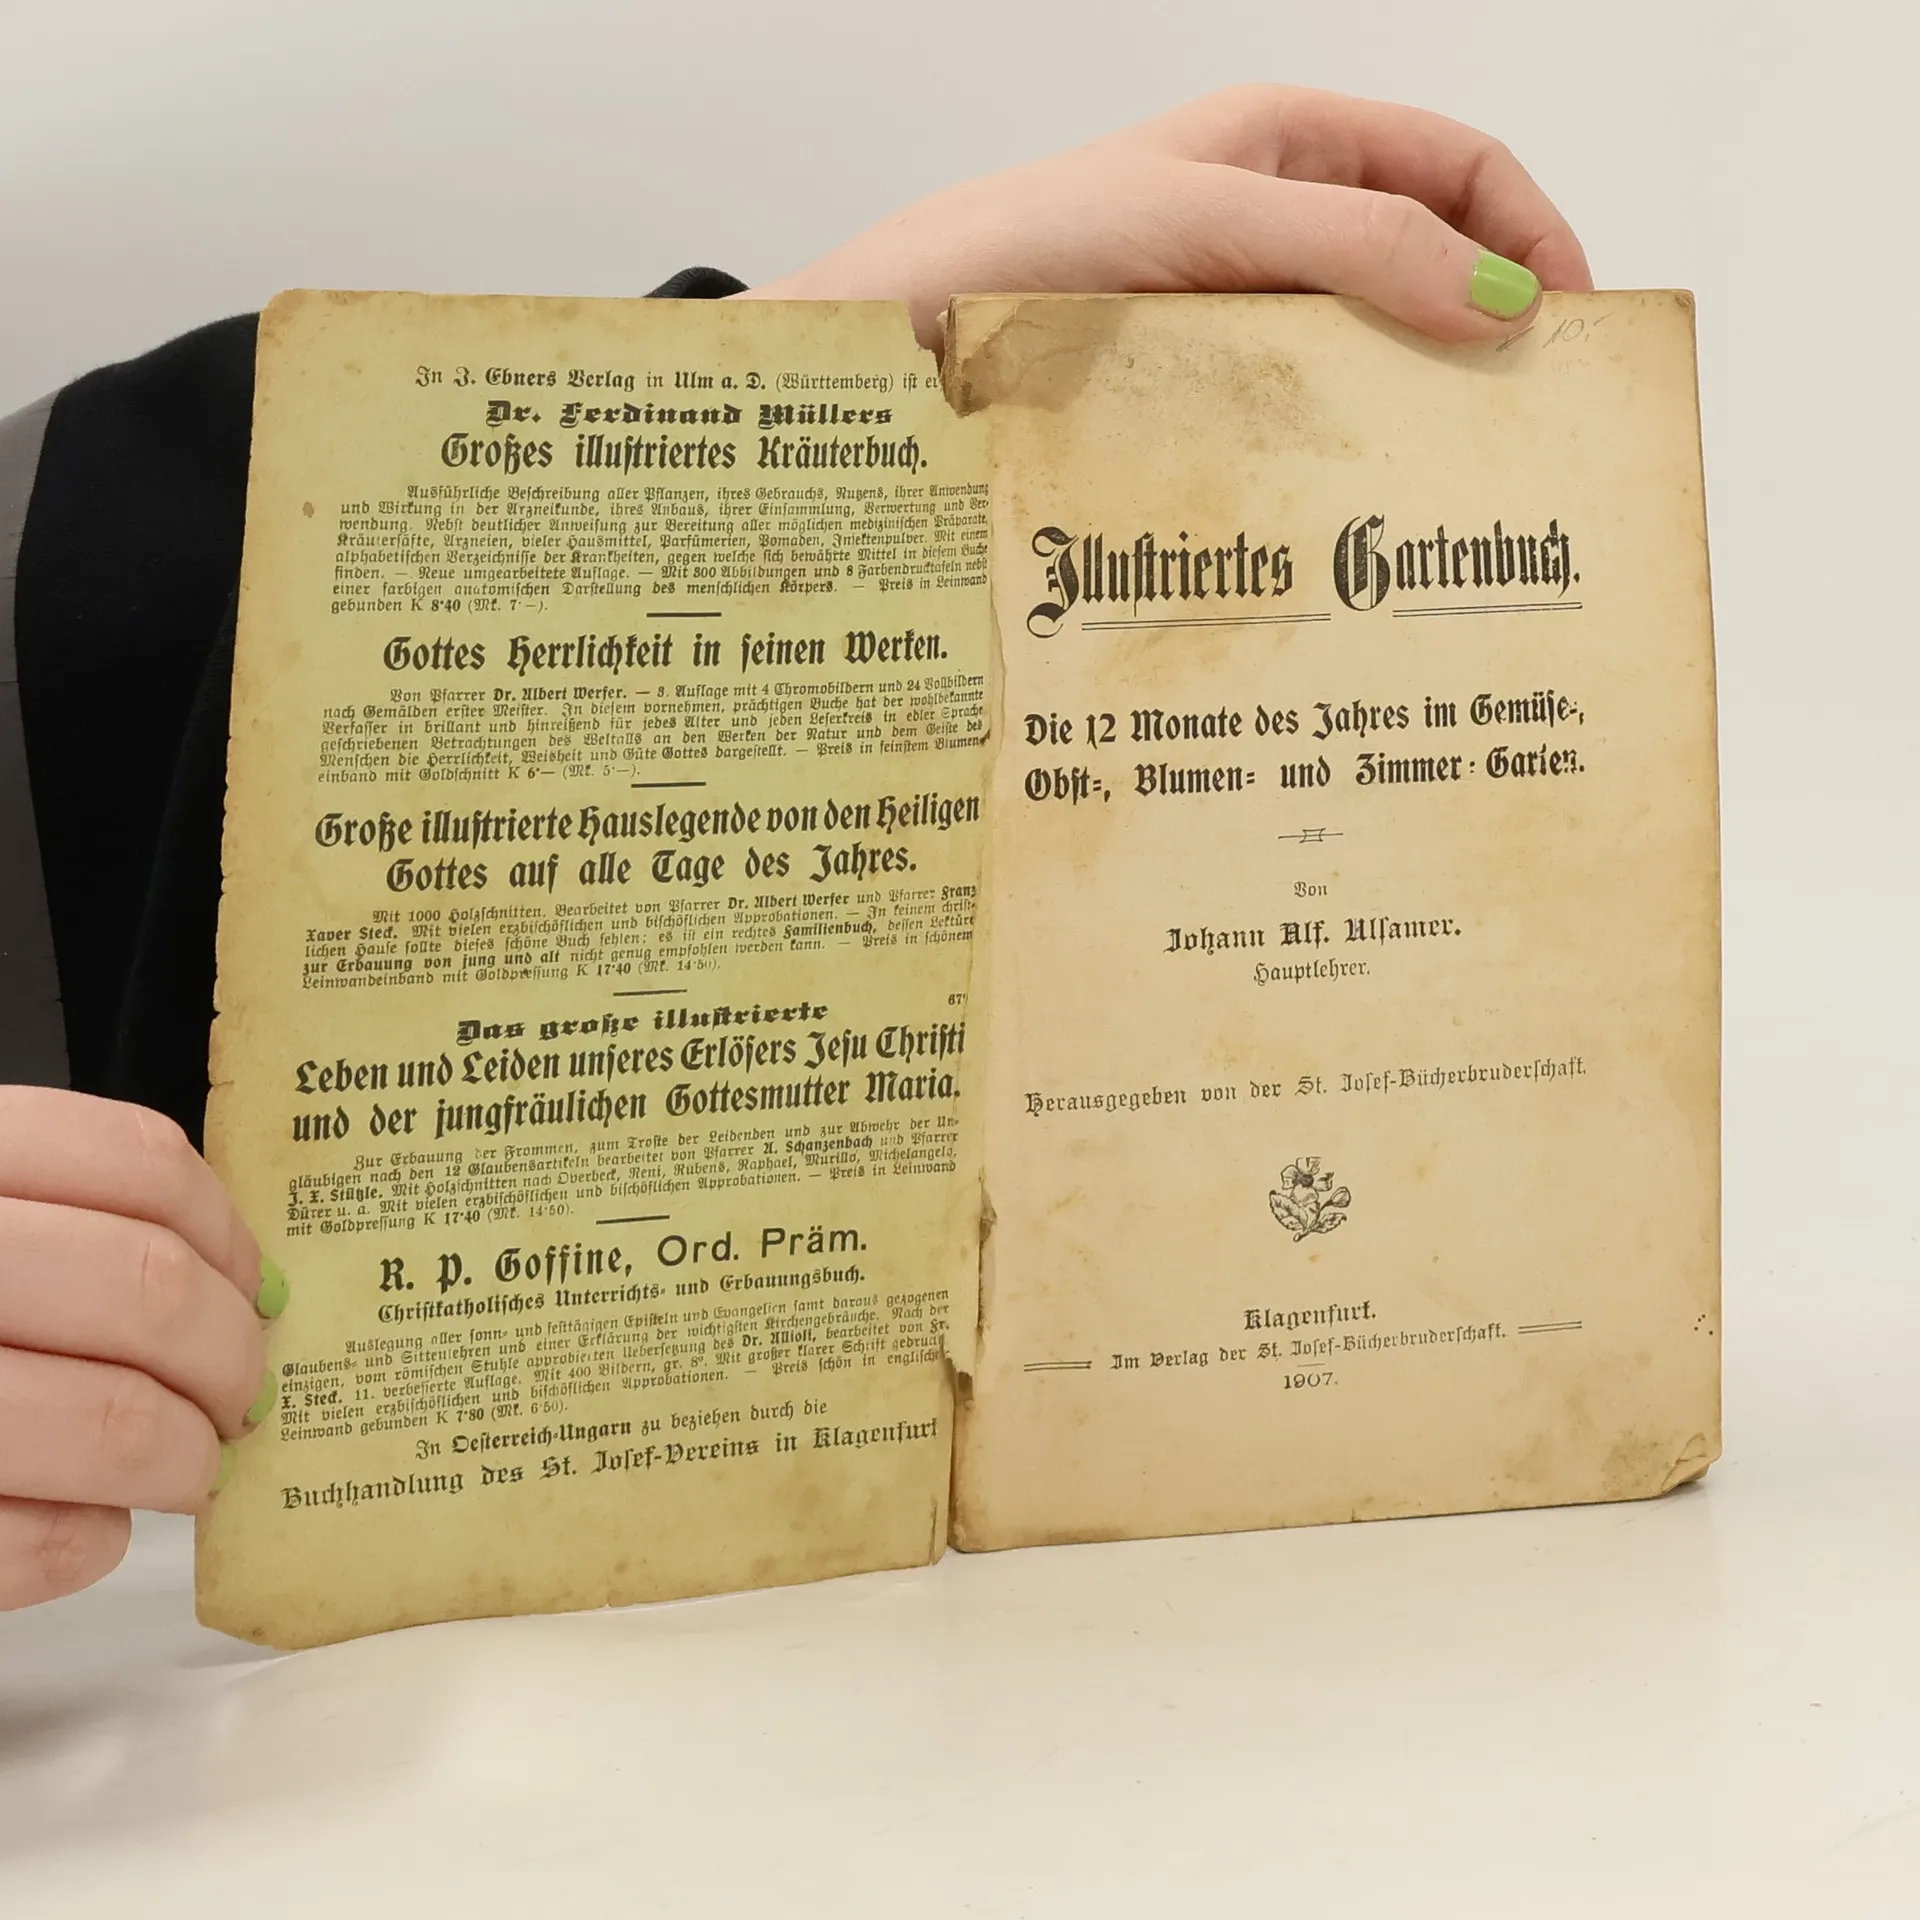 In J. Ebners Verlag in Ulm a. D. (Württemberg) ist
Dr. Ferdinand Müllers
Großes illustriertes Kräuterbuch.
Ausführliche Beschreibung aller Pflanzen, ihres Gebrauchs, Nutzens, ihrer Anwendung
und Wirkung in der Arzneikunde, ihres Anbaus, ihrer Einsammlung, Verwertung und Ver-
wendung. Nebst deutlicher Anweisung zur Bereitung aller möglichen medizinischen Präparate,
Kräutersäfte, Arzneien, vieler Hausmittel, Parfümerien, Pomaden, Insektenpulver. Mit einem
alphabetischen Verzeichnisse der Krankheiten, gegen welche sich bewährte Mittel in diesem Buche
finden. — Neue umgearbeitete Auflage. — Mit 300 Abbildungen und 8 Farbendrucktafeln nebst
einer farbigen anatomischen Darstellung des menschlichen Körpers. — Preis in Leinwand
gebunden K 8·40 (Mk. 7·—).
Gottes Herrlichkeit in seinen Werken.
Von Pfarrer Dr. Albert Werfer. — 3. Auflage mit 4 Chromobildern und 24 Vollbildern
nach Gemälden erster Meister. In diesem vornehmen, prächtigen Buche hat der wohlbekannte
Verfasser in brillant und hinreißend für jedes Alter und jeden Leserkreis in edler Sprache
geschriebenen Betrachtungen des Weltalls an den Werken der Natur und dem Geiste des
Menschen die Herrlichkeit, Weisheit und Güte Gottes dargestellt. — Preis in feinstem Blumen-
einband mit Goldschnitt K 6·— (Mk. 5·—).
Große illustrierte Hauslegende von den Heiligen
Gottes auf alle Tage des Jahres.
Mit 1000 Holzschnitten. Bearbeitet von Pfarrer Dr. Albert Werfer und Pfarrer Franz
Xaver Steck. Mit vielen erzbischöflichen und bischöflichen Approbationen. — In keinem christ-
lichen Hause sollte dieses schöne Buch fehlen; es ist ein rechtes Familienbuch, dessen Lektüre
zur Erbauung von jung und alt nicht genug empfohlen werden kann. — Preis in schönem
Leinwandeinband mit Goldpressung K 17·40 (Mk. 14·50).
67
Das große illustrierte
Leben und Leiden unseres Erlösers Jesu Christi
und der jungfräulichen Gottesmutter Maria.
Zur Erbauung der Frommen, zum Troste der Leidenden und zur Abwehr der Un-
gläubigen nach den 12 Glaubensartikeln bearbeitet von Pfarrer A. Schanzenbach und Pfarrer
J. X. Stützle. Mit Holzschnitten nach Overbeck, Reni, Rubens, Raphael, Murillo, Michelangelo,
Dürer u. a. Mit vielen erzbischöflichen und bischöflichen Approbationen. — Preis in Leinwand
mit Goldpressung K 17·40 (Mk. 14·50).
R. P. Goffine, Ord. Präm.
Christkatholisches Unterrichts- und Erbauungsbuch.
Auslegung aller sonn- und festtägigen Episteln und Evangelien samt daraus gezogenen
Glaubens- und Sittenlehren und einer Erklärung der wichtigsten Kirchengebräuche. Nach der
einzigen, vom römischen Stuhle approbierten Uebersetzung des Dr. Allioli, bearbeitet von Fr.
X. Steck. 11. verbesserte Auflage. Mit 400 Bildern, gr. 8°. Mit großer klarer Schrift gedruckt
Mit vielen erzbischöflichen und bischöflichen Approbationen. — Preis schön in englische
Leinwand gebunden K 7·80 (Mk. 6·50).
In Oesterreich-Ungarn zu beziehen durch die
Buchhandlung des St. Josef-Vereins in Klagenfurt
10.-
Illustriertes Gartenbuch.
Die 12 Monate des Jahres im Gemüse-,
Obst-, Blumen- und Zimmer-Garten.
Von
Johann Alf. Ulsamer.
Hauptlehrer.
Herausgegeben von der St. Josef-Bücherbruderschaft.
Klagenfurt.
Im Verlag der St. Josef-Bücherbruderschaft.
1907.